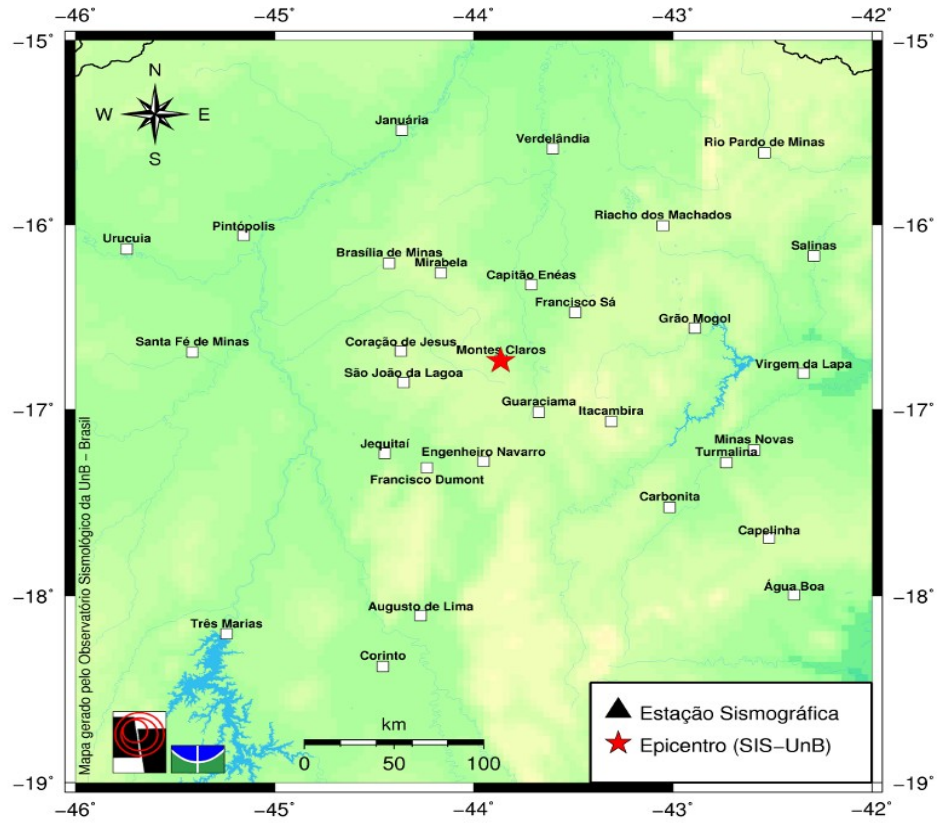 −46˚ −45˚ −44˚ −43˚ −42˚
−15˚ −15˚
N
W E
S
Januária
Verdelândia
Rio Pardo de Minas
Riacho dos Machados
−16˚ −16˚
Pintópolis
Urucuia
Salinas
Brasília de Minas
Mirabela
Capitão Enéas
Francisco Sá
Grão Mogol
Santa Fé de Minas
Coração de Jesus
Montes Claros
Virgem da Lapa
São João da Lagoa
−17˚ −17˚
Guaraciama
Itacambira
Jequitaí
Engenheiro Navarro
Minas Novas
Turmalina
Francisco Dumont
Carbonita
Capelinha
Água Boa
−18˚ −18˚
Augusto de Lima
Três Marias
Corinto
Mapa gerado pelo Observatório Sismológico da UnB − Brasil
km
0 50 100
Estação Sismográfica
Epicentro (SIS−UnB)
−19˚ −19˚
−46˚ −45˚ −44˚ −43˚ −42˚